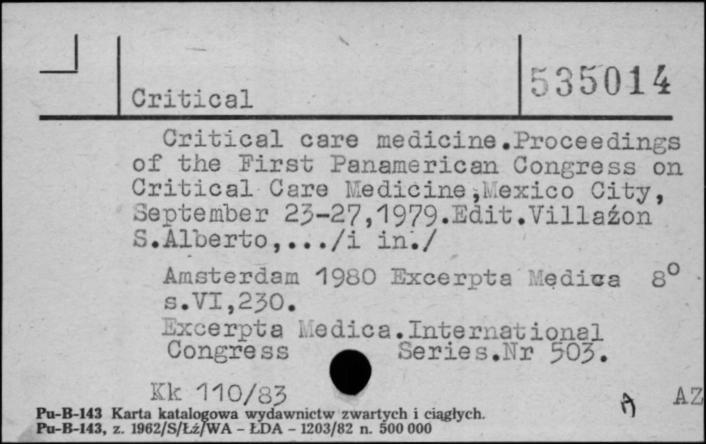 Critical
535014
Critical care medicine.Proceedings
of the First Panamerican Congress on
Critical Care Medicine,Mexico City,
September 23-27,1979.Edit.Villaźon
S.Alberto,.../i in./
Amsterdam 1980 Excerpta Medica 8°
s.VI,230.
Excerpta Medica.International
Congress Series.Nr 503.
Kk 110/83
A AZ
Pu-B-143 Karta katalogowa wydawnictw zwartych i ciągłych.
Pu-B-143, z. 1962/S/Łź/WA – ŁDA – 1203/82 n. 500 000